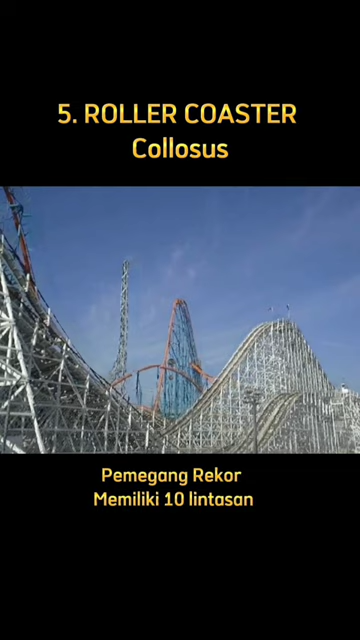 5. ROLLER COASTER
Collosus
Pemegang Rekor
Memiliki 10 lintasan